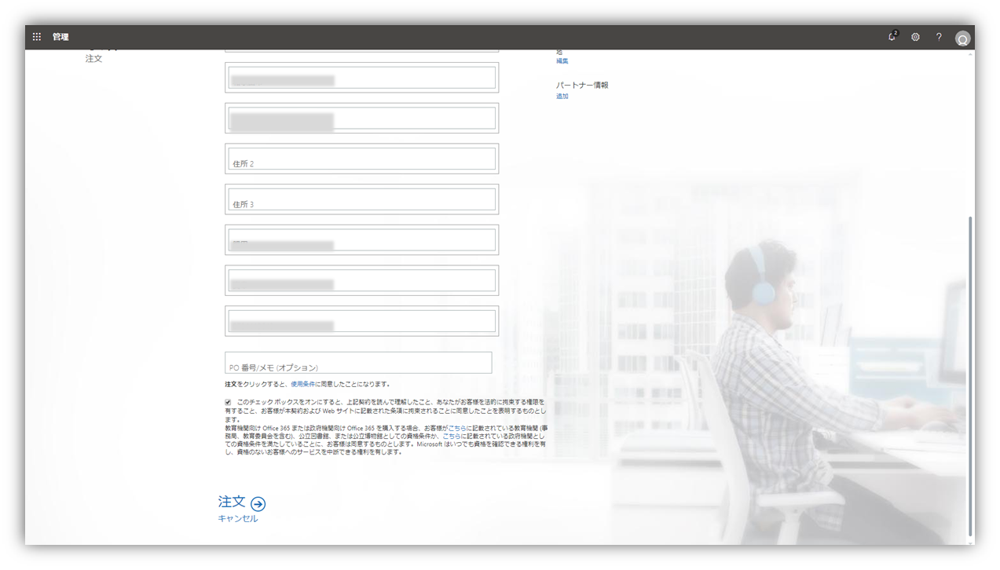 管理
2
?
注文
地
編集
パートナー情報
追加
住所 2
住所 3
PO 番号/メモ (オプション)
注文をクリックすると、使用条件に同意したことになります。
このチェック ボックスをオンにすると、上記契約を読んで理解したこと、あなたがお客様を法的に拘束する権限を
有すること、お客様が本契約および Web サイトに記載された条項に拘束されることに同意したことを表明するものとし
ます。
教育機関向け Office 365 または政府機関向け Office 365 を購入する場合、お客様がこちらに記載されている教育機関 (事
務局、教育委員会を含む)、公立図書館、または公立博物館としての資格条件か、こちらに記載されている政府機関とし
ての資格条件を満たしていることに、お客様は同意するものとします。Microsoft はいつでも資格を確認できる権利を有
し、資格のないお客様へのサービスを中断できる権利を有します。
注文
キャンセル